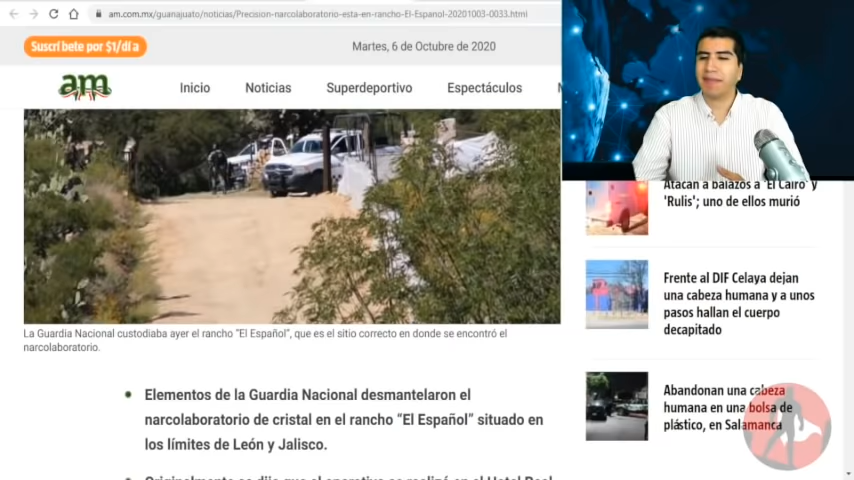 am.com.mx/guanajuato/noticias/Precision-narcolaboratorio-esta-en-rancho-El-Espanol-20201003-0033.html
Suscríbete por $1/día
Martes, 6 de Octubre de 2020
am
Inicio
Noticias
Superdeportivo
Espectáculos
La Guardia Nacional custodiaba ayer el rancho "El Español", que es el sitio correcto en donde se encontró el
narcolaboratorio.
Elementos de la Guardia Nacional desmantelaron el
narcolaboratorio de cristal en el rancho "El Español" situado en
los límites de León y Jalisco.
Atacan a balazos a 'El Cairo' y
'Rulis'; uno de ellos murió
Frente al DIF Celaya dejan
una cabeza humana y a unos
pasos hallan el cuerpo
decapitado
Abandonan una cabeza
humana en una bolsa de
plástico, en Salamanca